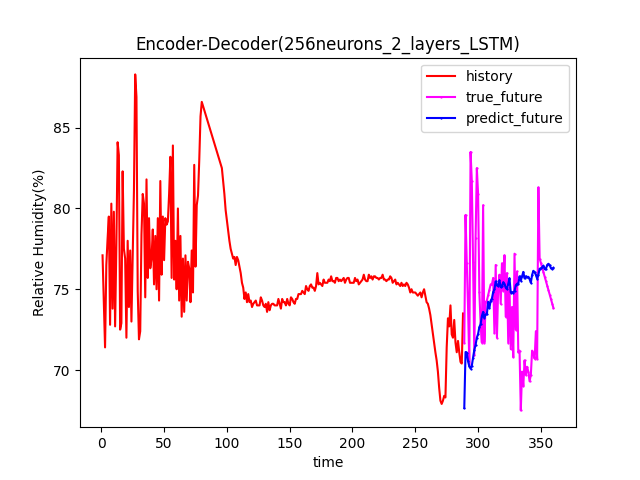 Encoder-Decoder(256neurons_2_layers_LSTM)
history
true_future
predict_future
Relative Humidity(%)
85
80
75
70
0 50 100 150 200 250 300 350
time